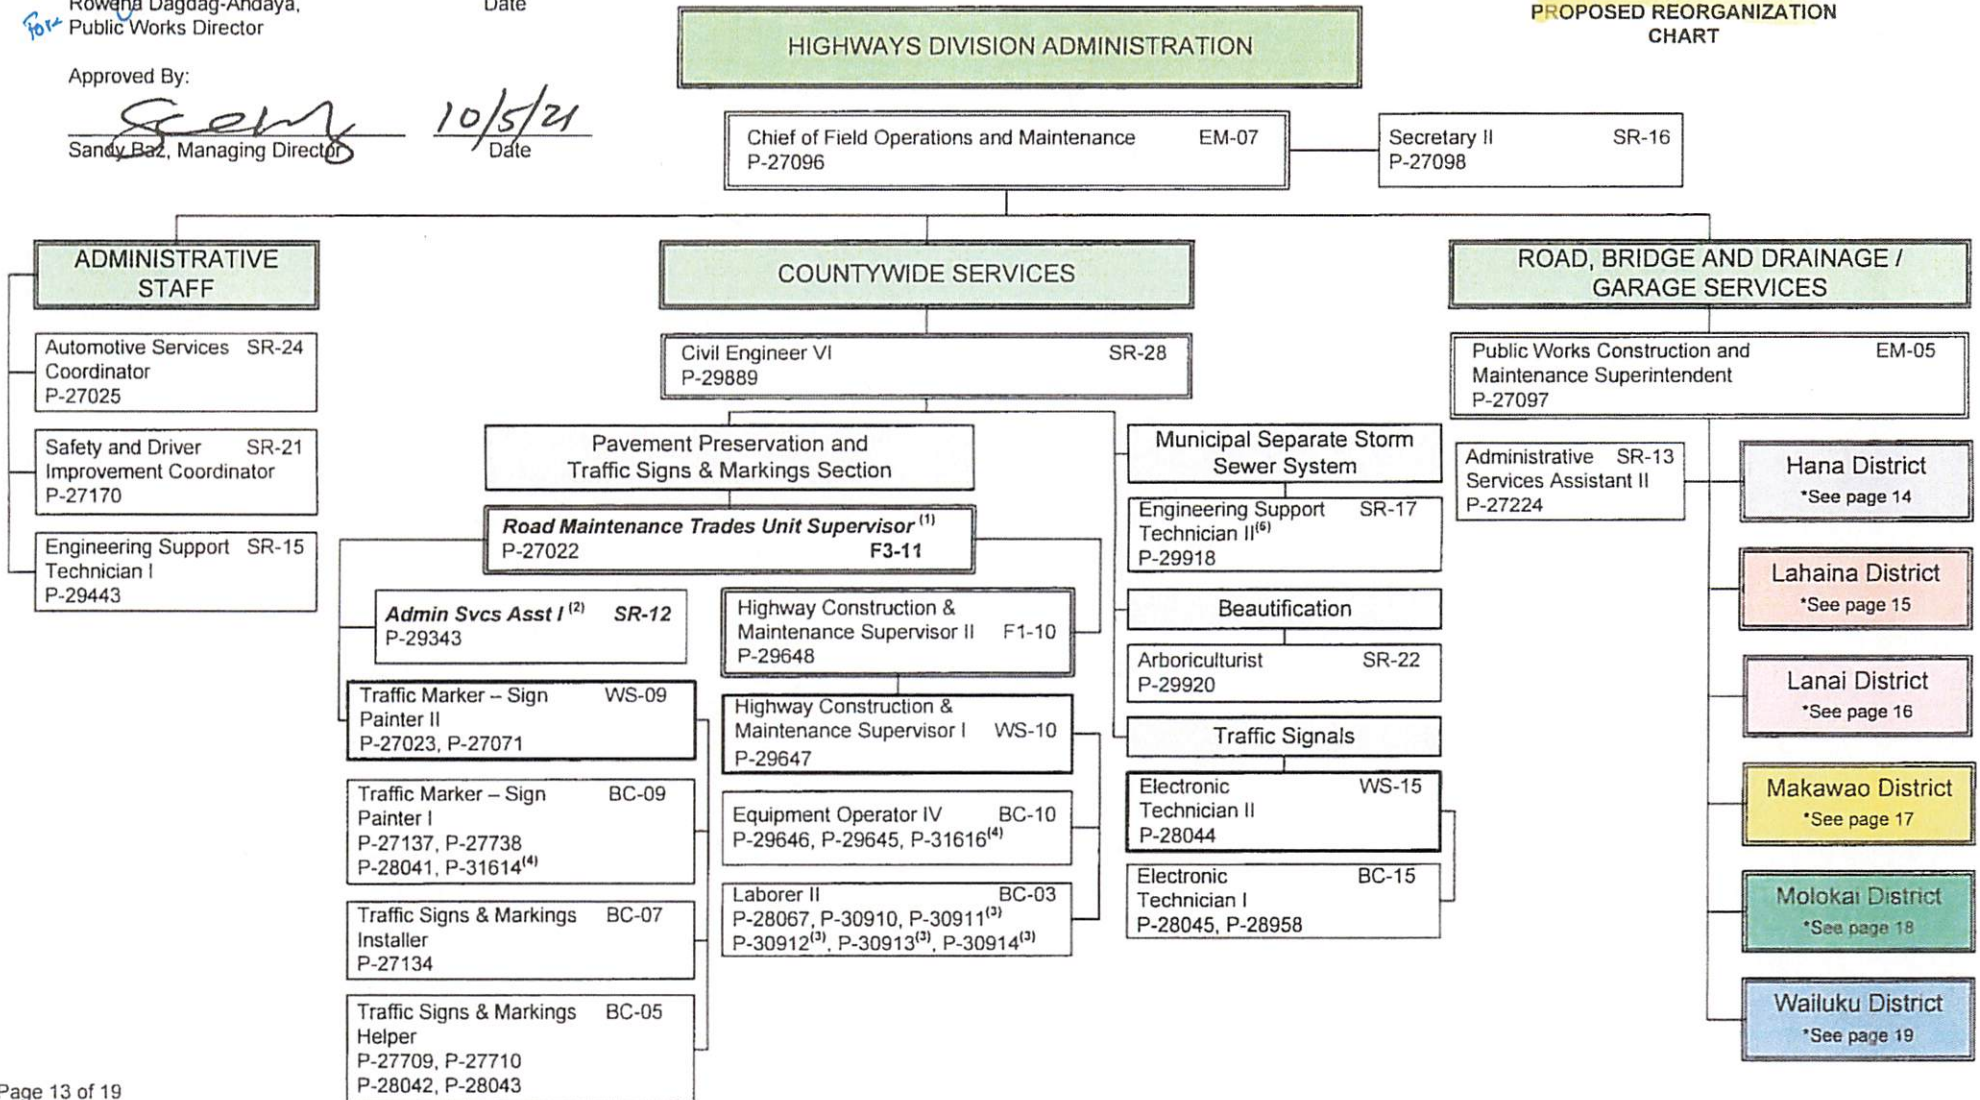 Rowena Dagdag-Andaya,
Date
For
Public Works Director
Approved By:
10/5/21
Sandy Baz, Managing Director
Date
PROPOSED REORGANIZATION
CHART
HIGHWAYS DIVISION ADMINISTRATION
Chief of Field Operations and Maintenance EM-07
P-27096
Secretary II SR-16
P-27098
ADMINISTRATIVE
STAFF
Automotive Services SR-24
Coordinator
P-27025
Safety and Driver SR-21
Improvement Coordinator
P-27170
Engineering Support SR-15
Technician I
P-29443
COUNTYWIDE SERVICES
Civil Engineer VI SR-28
P-29889
Pavement Preservation and
Traffic Signs & Markings Section
Road Maintenance Trades Unit Supervisor (1)
P-27022 F3-11
Admin Svcs Asst I (2) SR-12
P-29343
Traffic Marker – Sign WS-09
Painter II
P-27023, P-27071
Traffic Marker – Sign BC-09
Painter I
P-27137, P-27738
P-28041, P-31614(4)
Traffic Signs & Markings BC-07
Installer
P-27134
Traffic Signs & Markings BC-05
Helper
P-27709, P-27710
P-28042, P-28043
Highway Construction &
Maintenance Supervisor II F1-10
P-29648
Highway Construction &
Maintenance Supervisor I WS-10
P-29647
Equipment Operator IV BC-10
P-29646, P-29645, P-31616(4)
Laborer II BC-03
P-28067, P-30910, P-30911(3)
P-30912(3), P-30913(3), P-30914(3)
Municipal Separate Storm
Sewer System
Engineering Support SR-17
Technician II(5)
P-29918
Beautification
Arboriculturist SR-22
P-29920
Traffic Signals
Electronic WS-15
Technician II
P-28044
Electronic BC-15
Technician I
P-28045, P-28958
ROAD, BRIDGE AND DRAINAGE /
GARAGE SERVICES
Public Works Construction and EM-05
Maintenance Superintendent
P-27097
Administrative SR-13
Services Assistant II
P-27224
Hana District
*See page 14
Lahaina District
*See page 15
Lanai District
*See page 16
Makawao District
*See page 17
Molokai District
*See page 18
Wailuku District
*See page 19
Page 13 of 19